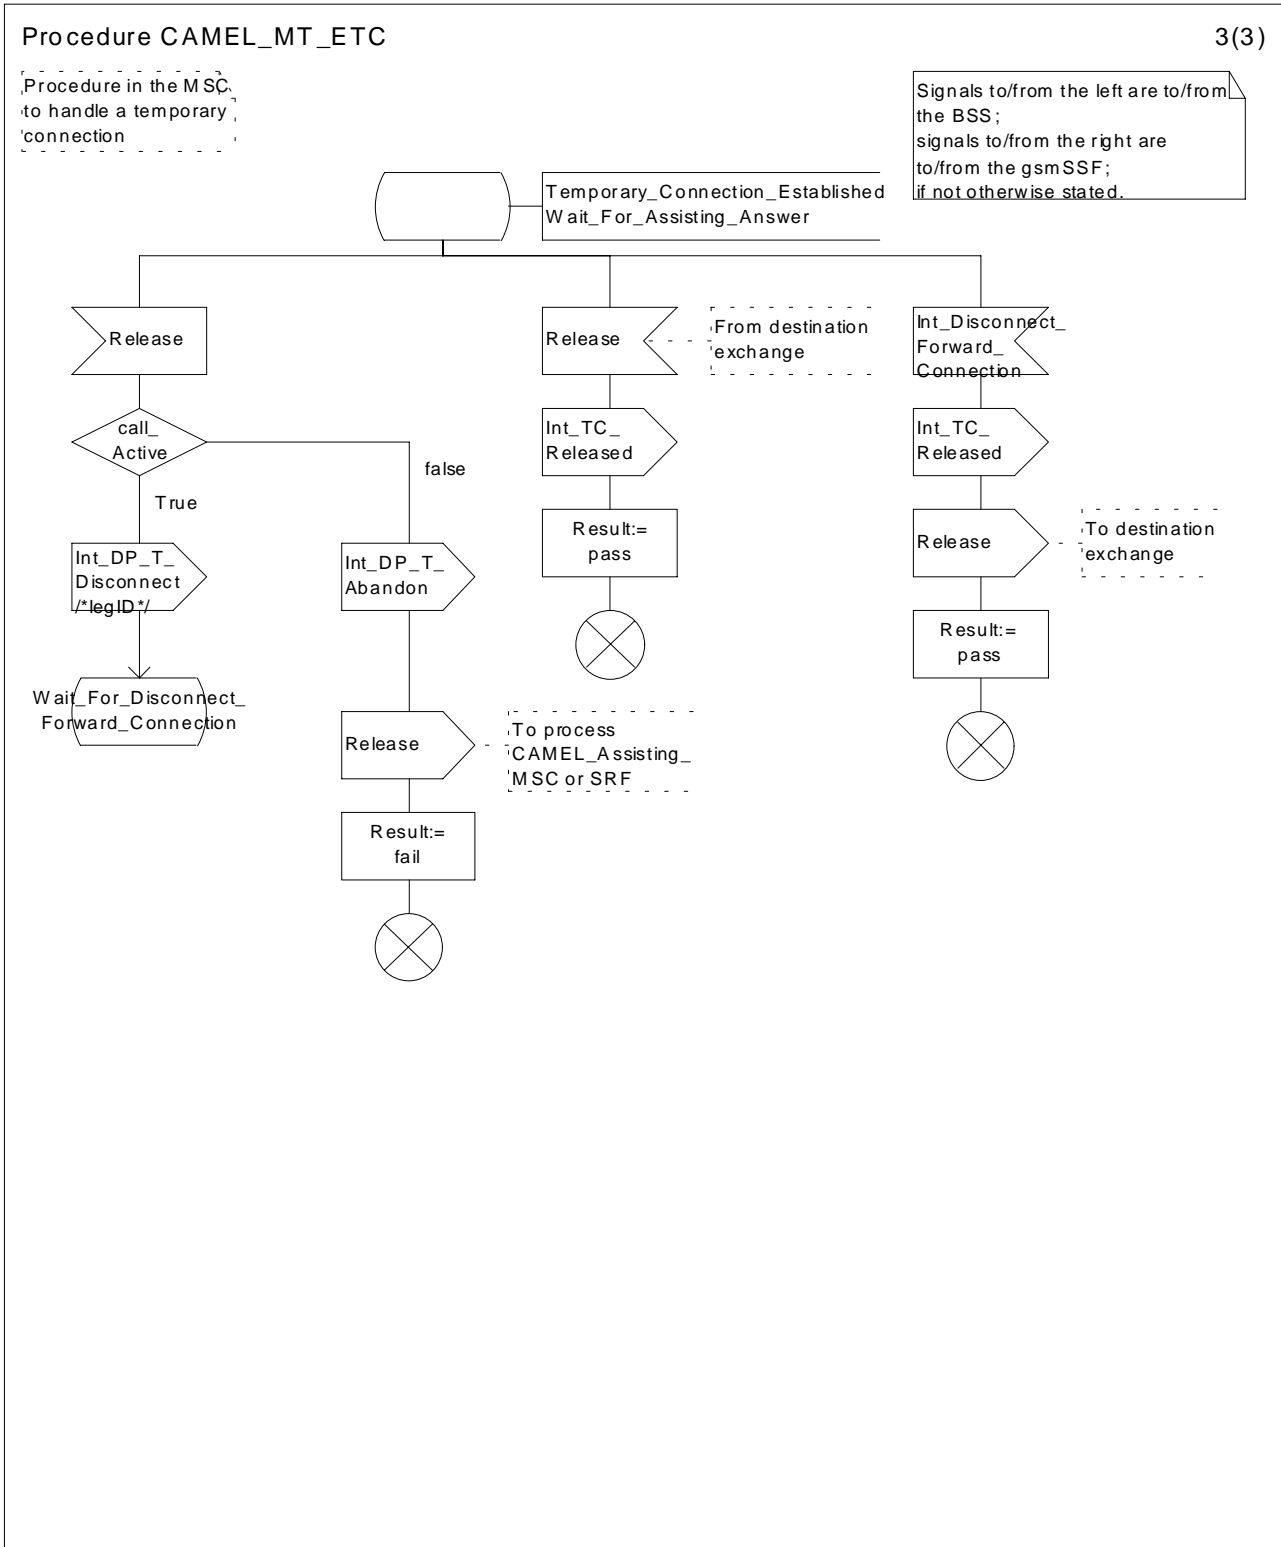 Procedure CAMEL_MT_ETC
3(3)
Procedure in the MSC
to handle a temporary
connection
Signals to/from the left are to/from
the BSS;
signals to/from the right are
to/from the gsmSSF;
if not otherwise stated.
Temporary_Connection_Established
Wait_For_Assisting_Answer
Release
Release
From destination
exchange
Int_Disconnect_
Forward_
Connection
call_
Active
false
True
Int_TC_
Released
Int_TC_
Released
Int_DP_T_
Disconnect
/*legID*/
Int_DP_T_
Abandon
Result:=
pass
Release
To destination
exchange
Result:=
pass
Wait_For_Disconnect_
Forward_Connection
Release
To process
CAMEL_Assisting_
MSC or SRF
Result:=
fail